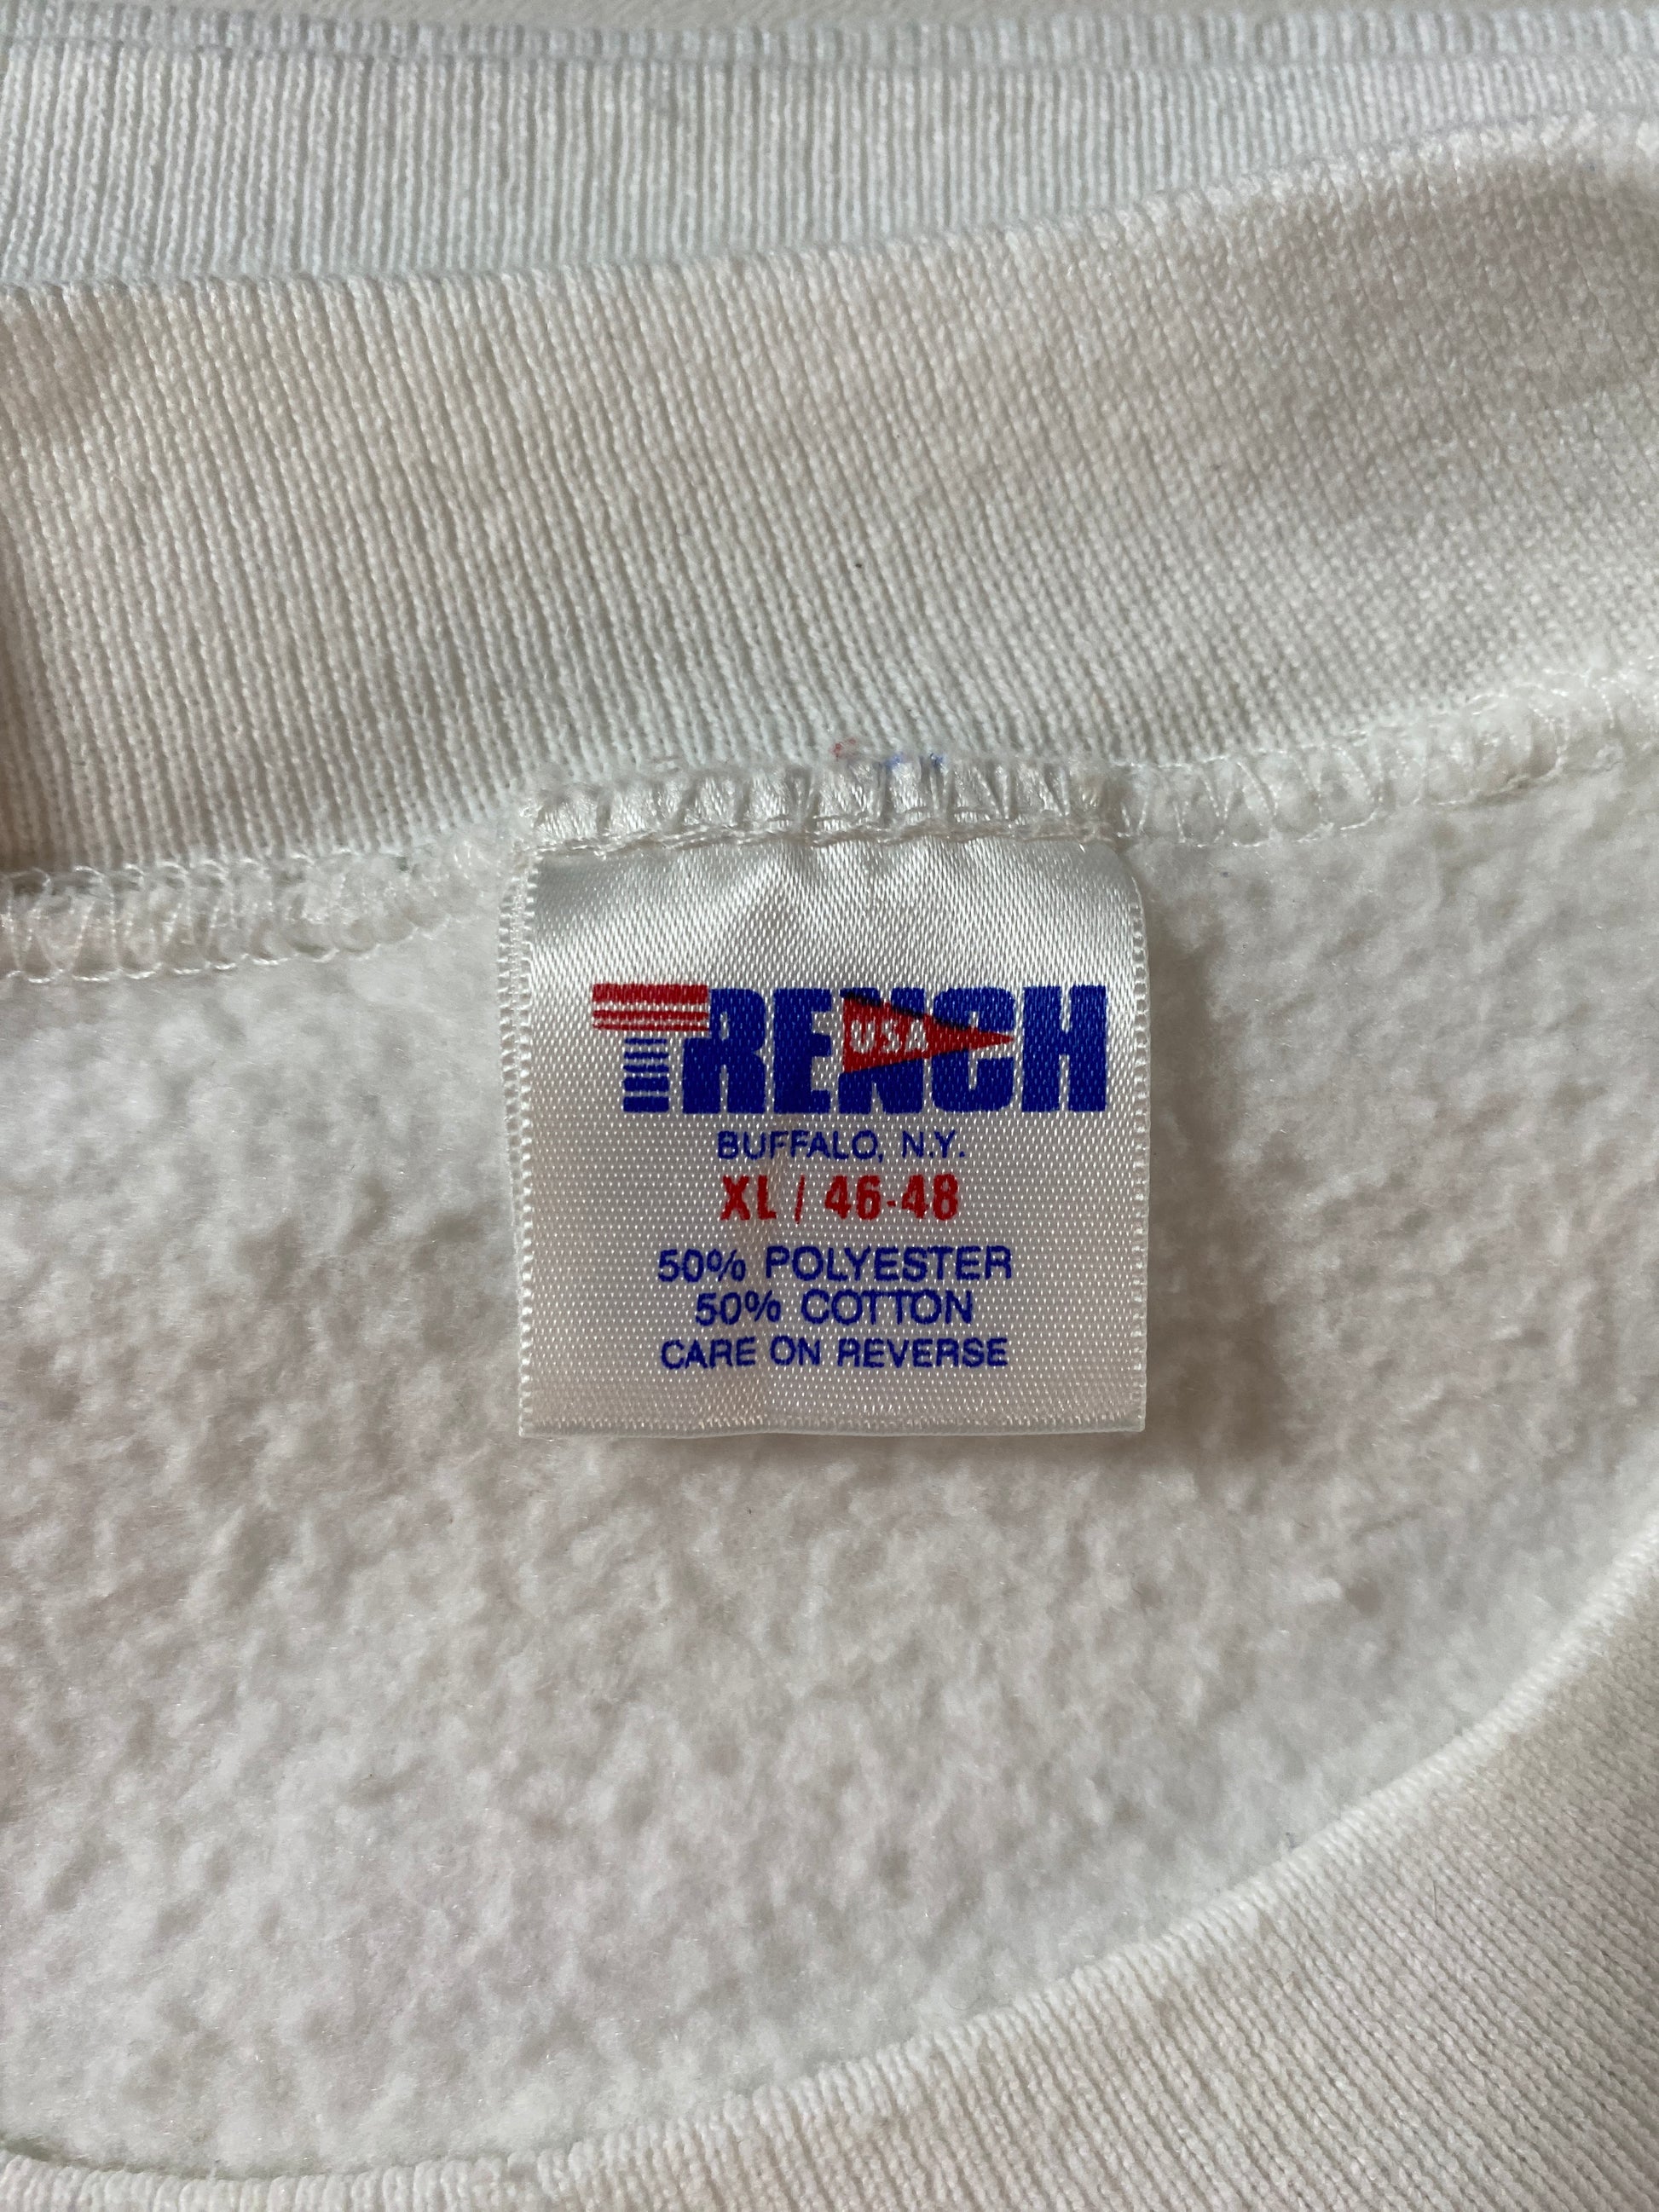 TRENCH
USA
BUFFALO, N.Y.
XL / 46-48
50% POLYESTER
50% COTTON
CARE ON REVERSE